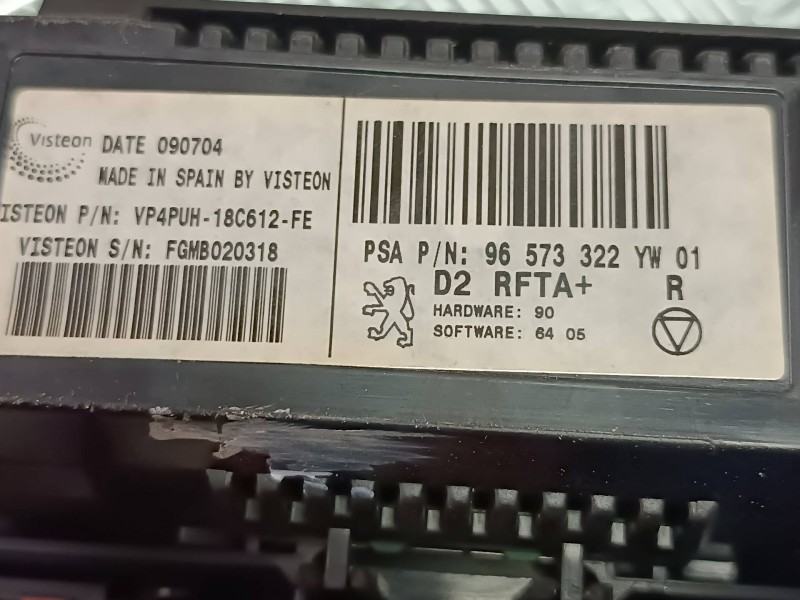 Visteon DATE 090704
MADE IN SPAIN BY VISTEON
ISTEON P/N: VP4PUH-18C612-FE
VISTEON S/N: FGMB020318
PSA P/N: 96 573 322 YW 01
D2 RFTA+ R
HARDWARE: 90
SOFTWARE: 64 05